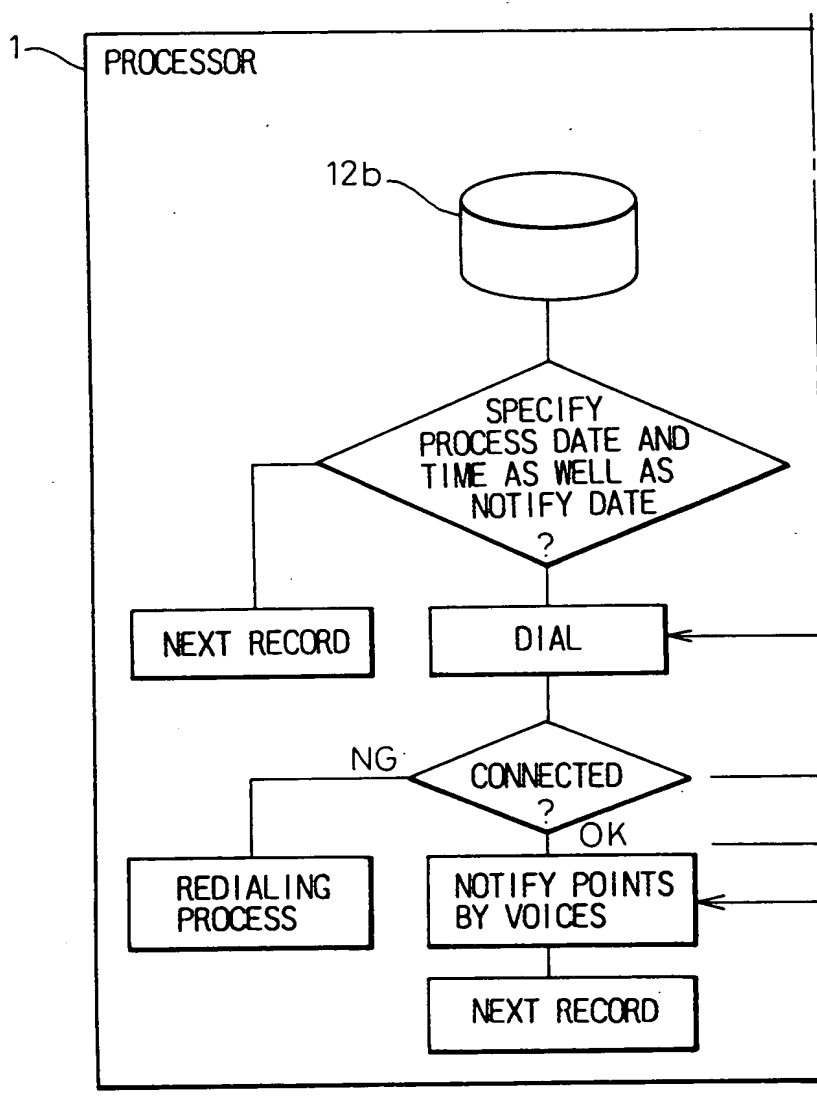 1
PROCESSOR
12b
SPECIFY
PROCESS DATE AND
TIME AS WELL AS
NOTIFY DATE
?
NEXT RECORD
DIAL
NG
CONNECTED
?
OK
REDIALING
PROCESS
NOTIFY POINTS
BY VOICES
NEXT RECORD